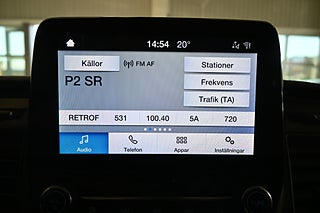 14:54 20°
Källor FM AF Stationer
P2 SR Frekvens
Trafik (TA)
RETROF 531 100.40 5A 720
Audio Telefon Appar Inställningar